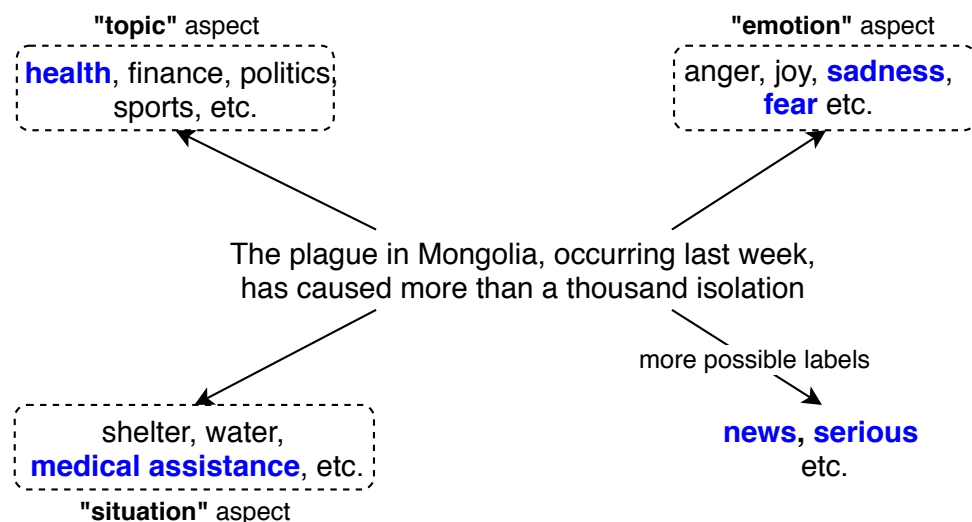 "topic" aspect
health, finance, politics,
sports, etc.
"emotion" aspect
anger, joy, sadness,
fear etc.
The plague in Mongolia, occurring last week,
has caused more than a thousand isolation
more possible labels
shelter, water,
medical assistance, etc.
"situation" aspect
news, serious
etc.